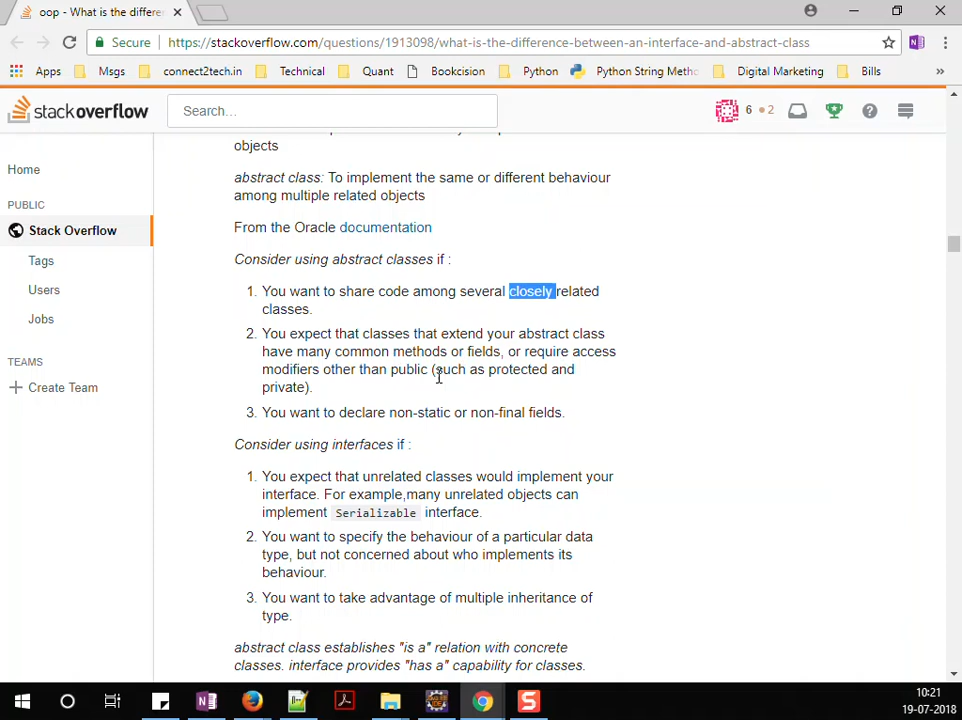 oop - What is the differe
Secure https://stackoverflow.com/questions/1913098/what-is-the-difference-between-an-interface-and-abstract-class
Apps Msgs connect2tech.in Technical Quant Bookcision Python Python String Metho Digital Marketing Bills »
stackoverflow Search... 6 2
objects
Home
abstract class: To implement the same or different behaviour
among multiple related objects
PUBLIC
Stack Overflow
Tags
Users
Jobs
TEAMS
Create Team
From the Oracle documentation
Consider using abstract classes if :
1. You want to share code among several closely related
classes.
2. You expect that classes that extend your abstract class
have many common methods or fields, or require access
modifiers other than public (such as protected and
private).
3. You want to declare non-static or non-final fields.
Consider using interfaces if :
1. You expect that unrelated classes would implement your
interface. For example,many unrelated objects can
implement Serializable interface.
2. You want to specify the behaviour of a particular data
type, but not concerned about who implements its
behaviour.
3. You want to take advantage of multiple inheritance of
type.
abstract class establishes "is a" relation with concrete
classes. interface provides "has a" capability for classes.
10:21
19-07-2018